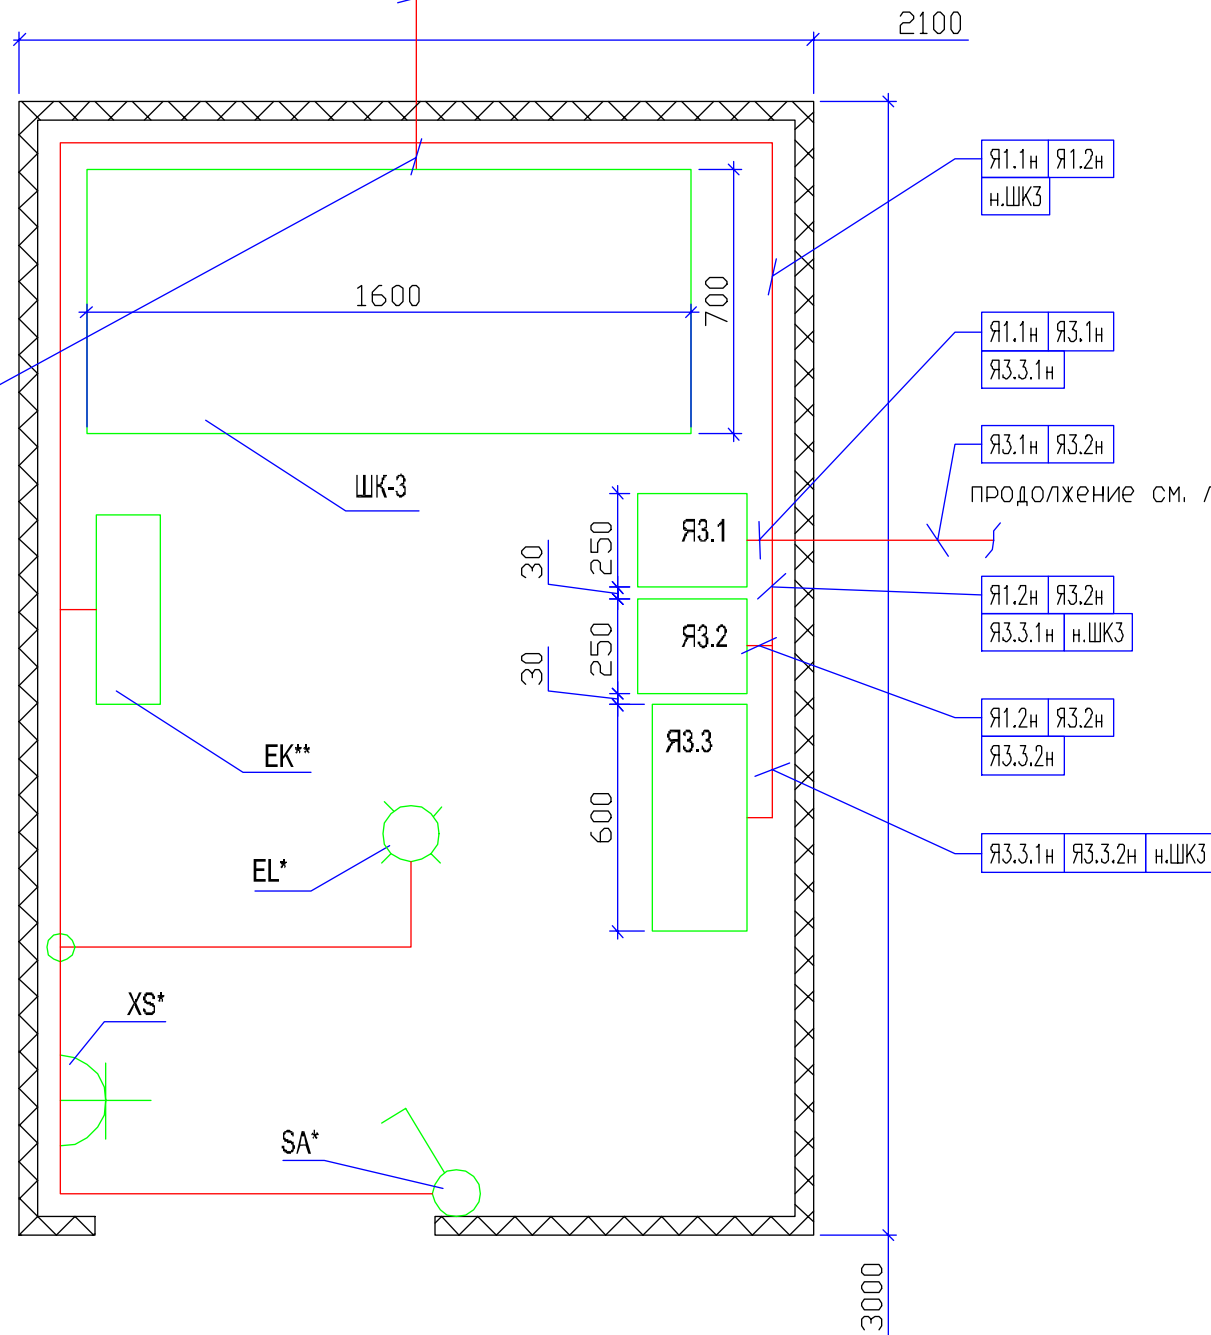 2100
Я1.1н Я1.2н
н.ШК3
1600
700
Я1.1н Я3.1н
Я3.3.1н
Я3.1н Я3.2н
ПРОДОЛЖЕНИЕ СМ.
ШК-3
Я3.1
250
30
Я1.2н Я3.2н
Я3.3.1н н.ШК3
Я3.2
250
30
Я1.2н Я3.2н
Я3.3.2н
Я3.3
EK**
600
Я3.3.1н Я3.3.2н н.ШК3
EL*
XS*
SA*
3000